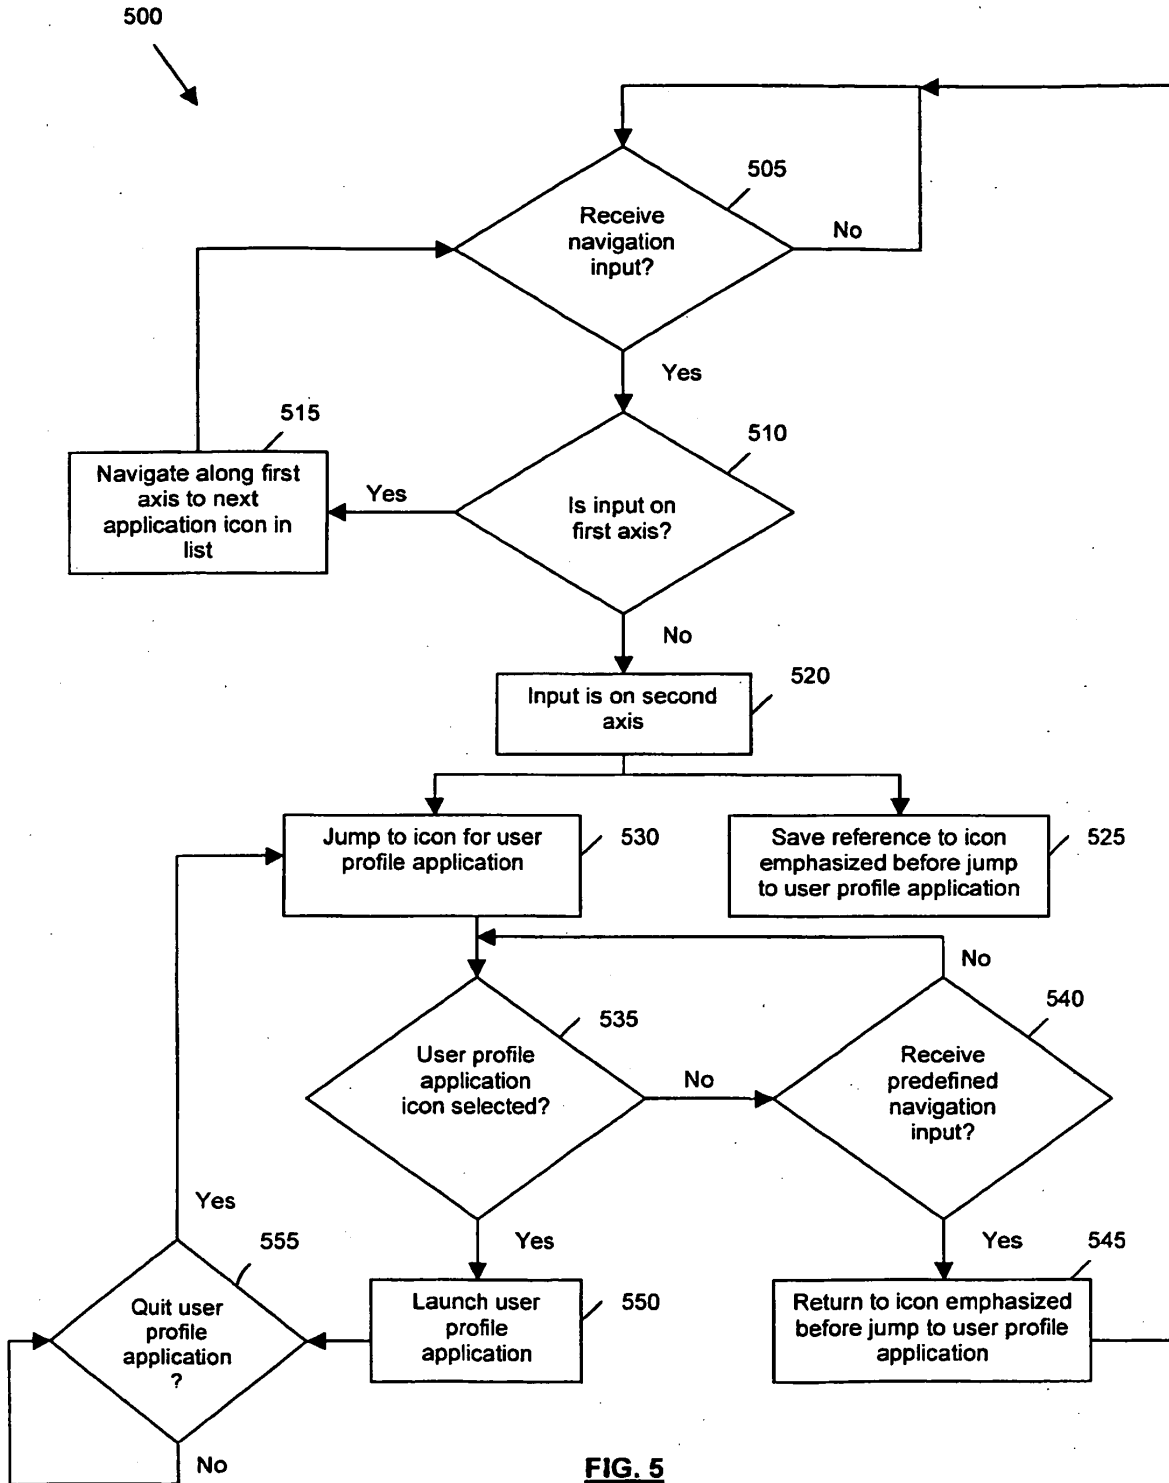 500
505
Receive
navigation
input?
No
Yes
515
510
Navigate along first
axis to next
application icon in
list
Yes
Is input on
first axis?
No
520
Input is on second
axis
Jump to icon for user
profile application
530
Save reference to icon
emphasized before jump
to user profile application
525
No
535
540
User profile
application
icon selected?
No
Receive
predefined
navigation
input?
Yes
555
Yes
Yes
545
Quit user
profile
application
?
Launch user
profile
application
550
Return to icon emphasized
before jump to user profile
application
No
FIG. 5